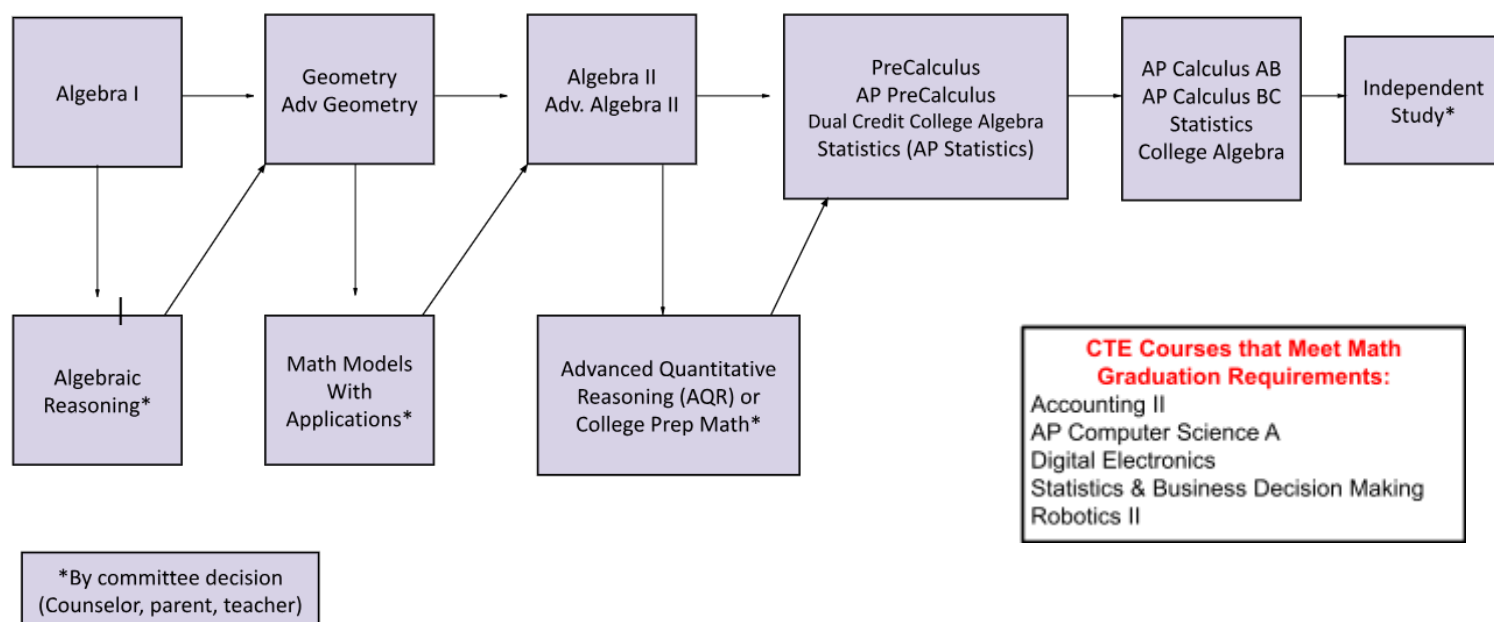 Algebra I
Geometry
Adv Geometry
Algebra II
Adv. Algebra II
PreCalculus
AP PreCalculus
Dual Credit College Algebra
Statistics (AP Statistics)
AP Calculus AB
AP Calculus BC
Statistics
College Algebra
Independent
Study*
Algebraic
Reasoning*
Math Models
With
Applications*
Advanced Quantitative
Reasoning (AQR) or
College Prep Math*
CTE Courses that Meet Math
Graduation Requirements:
Accounting II
AP Computer Science A
Digital Electronics
Statistics & Business Decision Making
Robotics II
*By committee decision
(Counselor, parent, teacher)